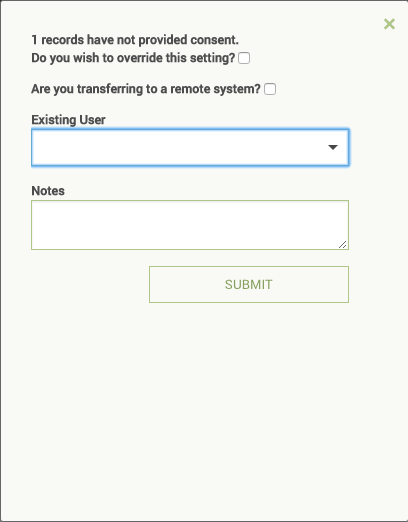 1 records have not provided consent.
Do you wish to override this setting?
Are you transferring to a remote system?
Existing User
Notes
SUBMIT